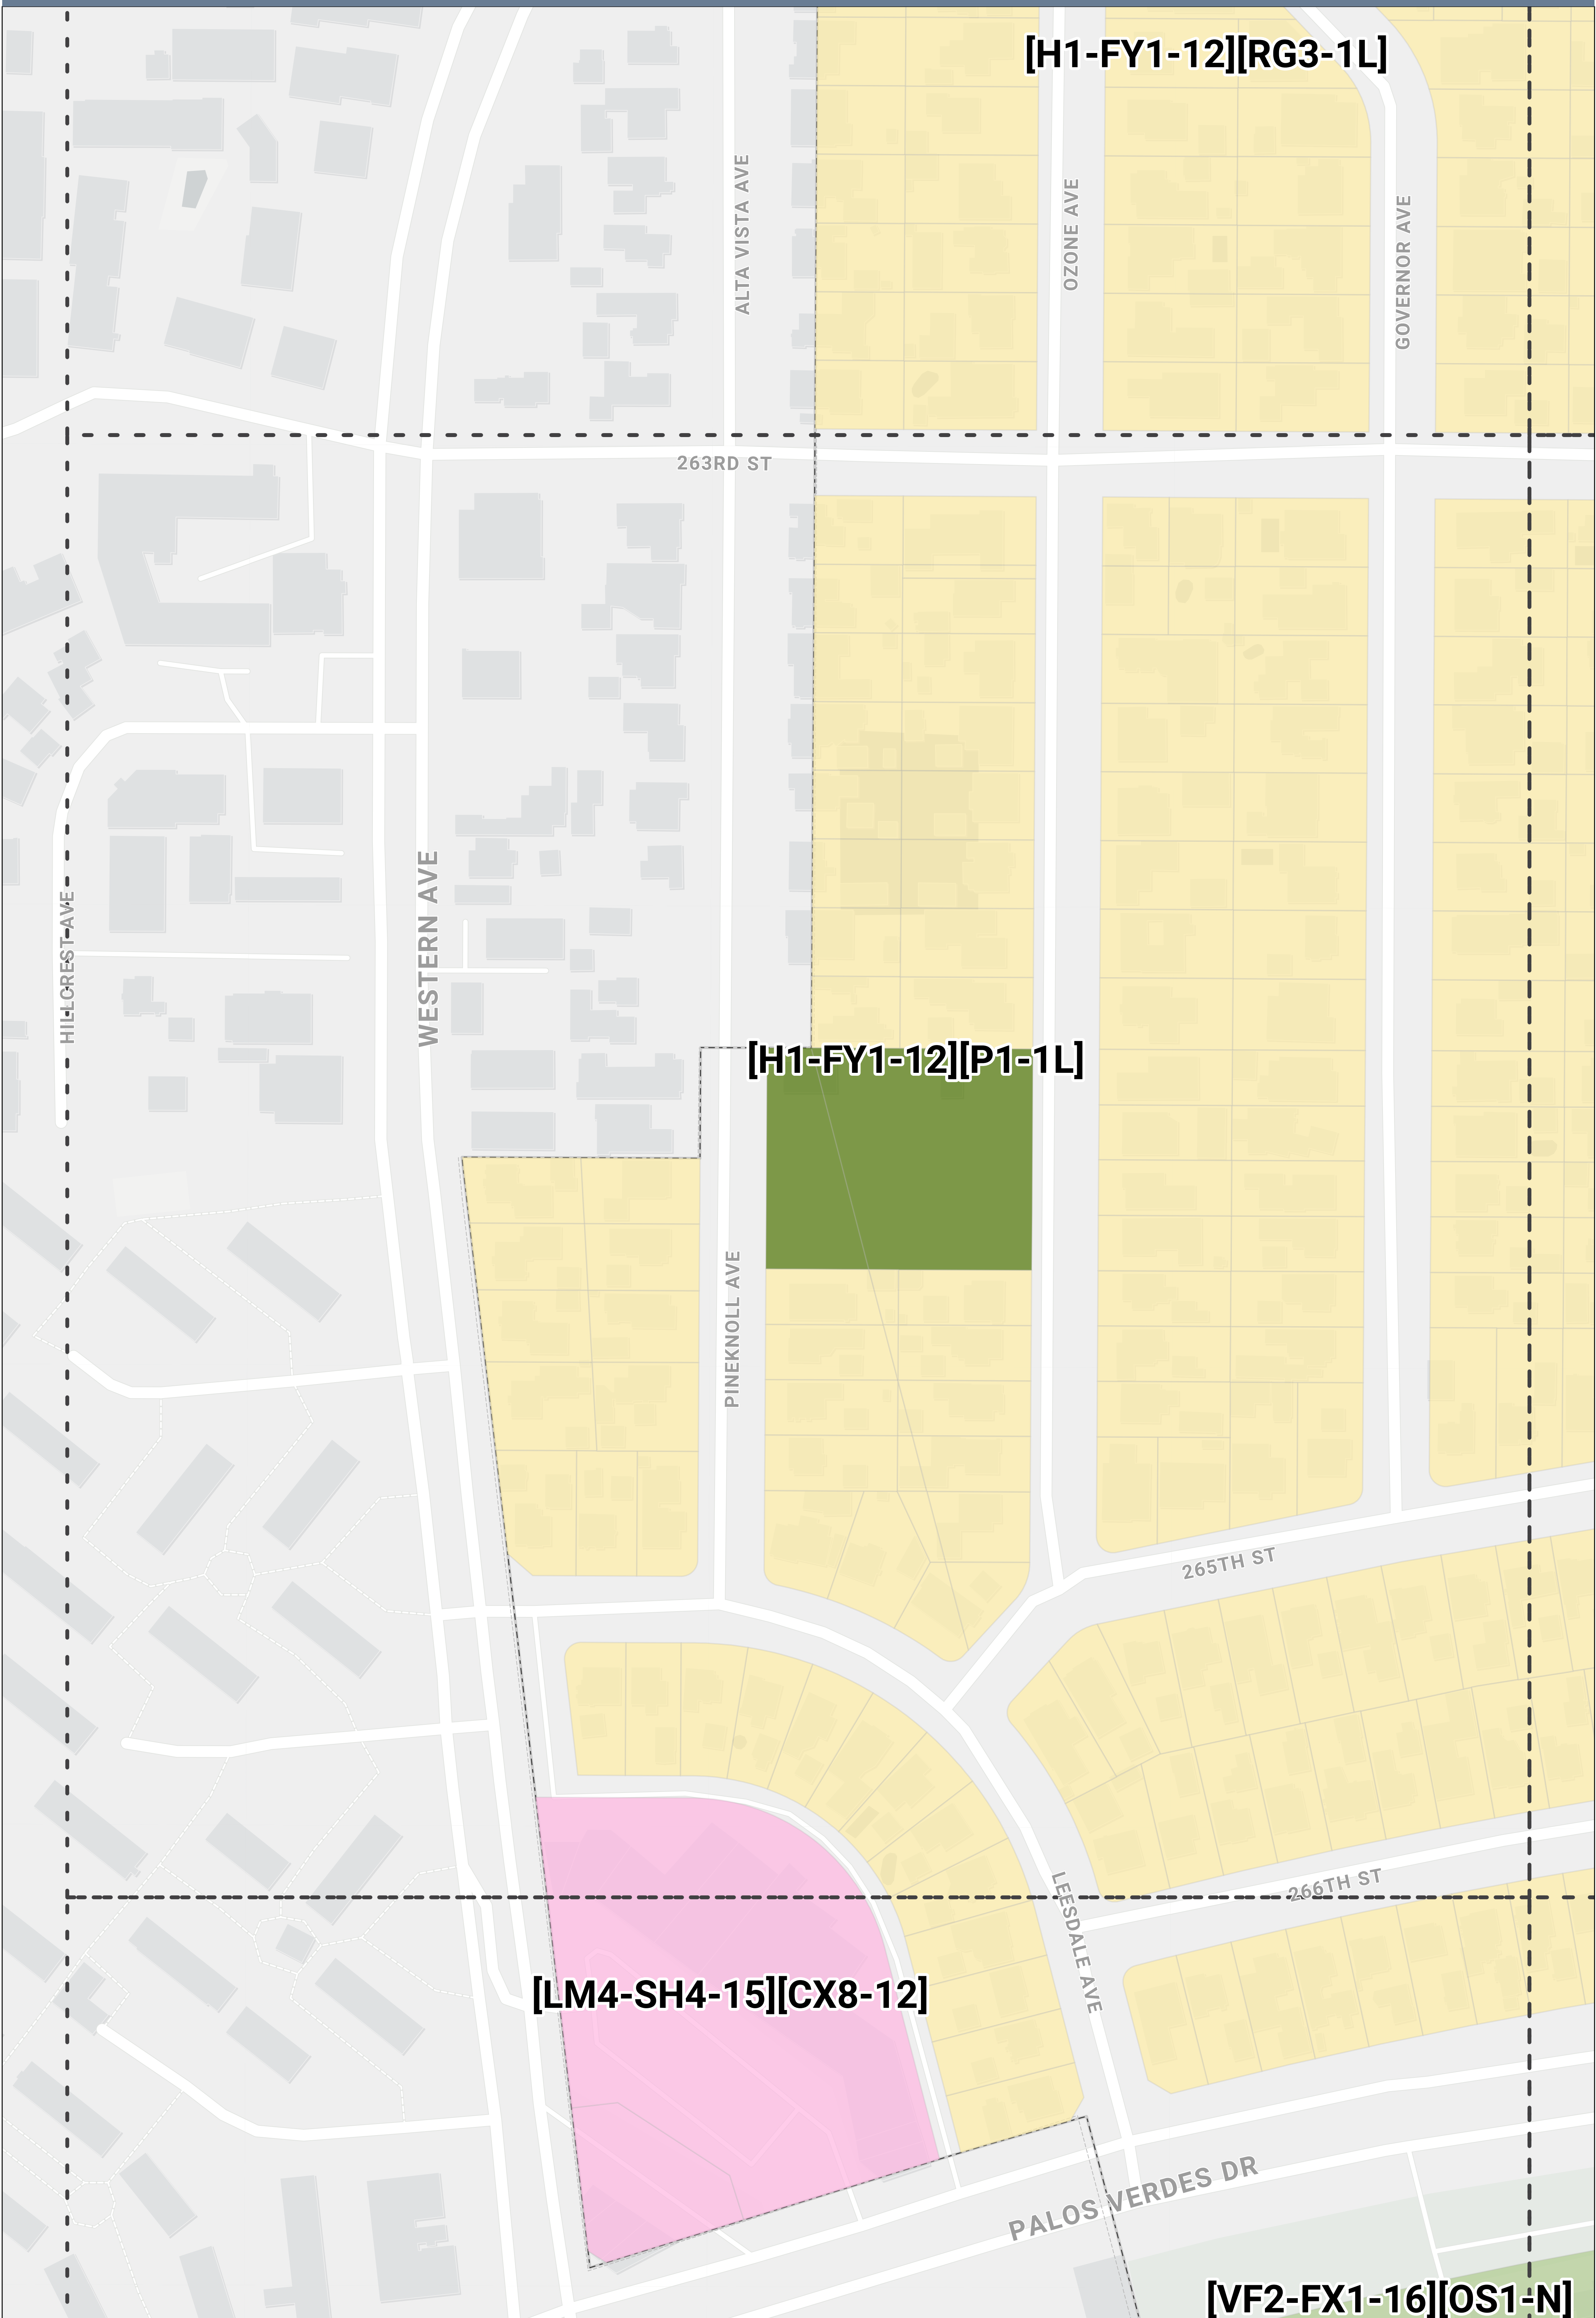 [H1-FY1-12][RG3-1L]
ALTA VISTA AVE
OZONE AVE
GOVERNOR AVE
263RD ST
HILLCREST AVE
WESTERN AVE
[H1-FY1-12][P1-1L]
PINEKNOLL AVE
265TH ST
266TH ST
LEESDALE AVE
[LM4-SH4-15][CX8-12]
PALOS VERDES DR
[VF2-FX1-16][OS1-N]